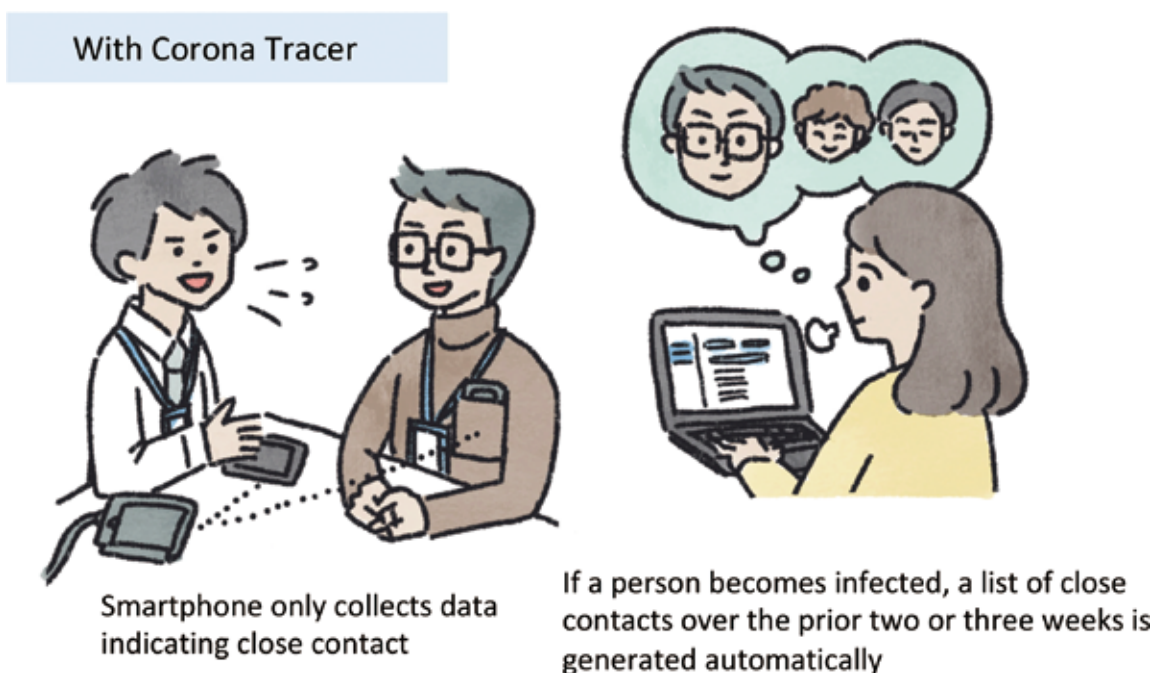 With Corona Tracer
Smartphone only collects data
indicating close contact
If a person becomes infected, a list of close
contacts over the prior two or three weeks is
generated automatically